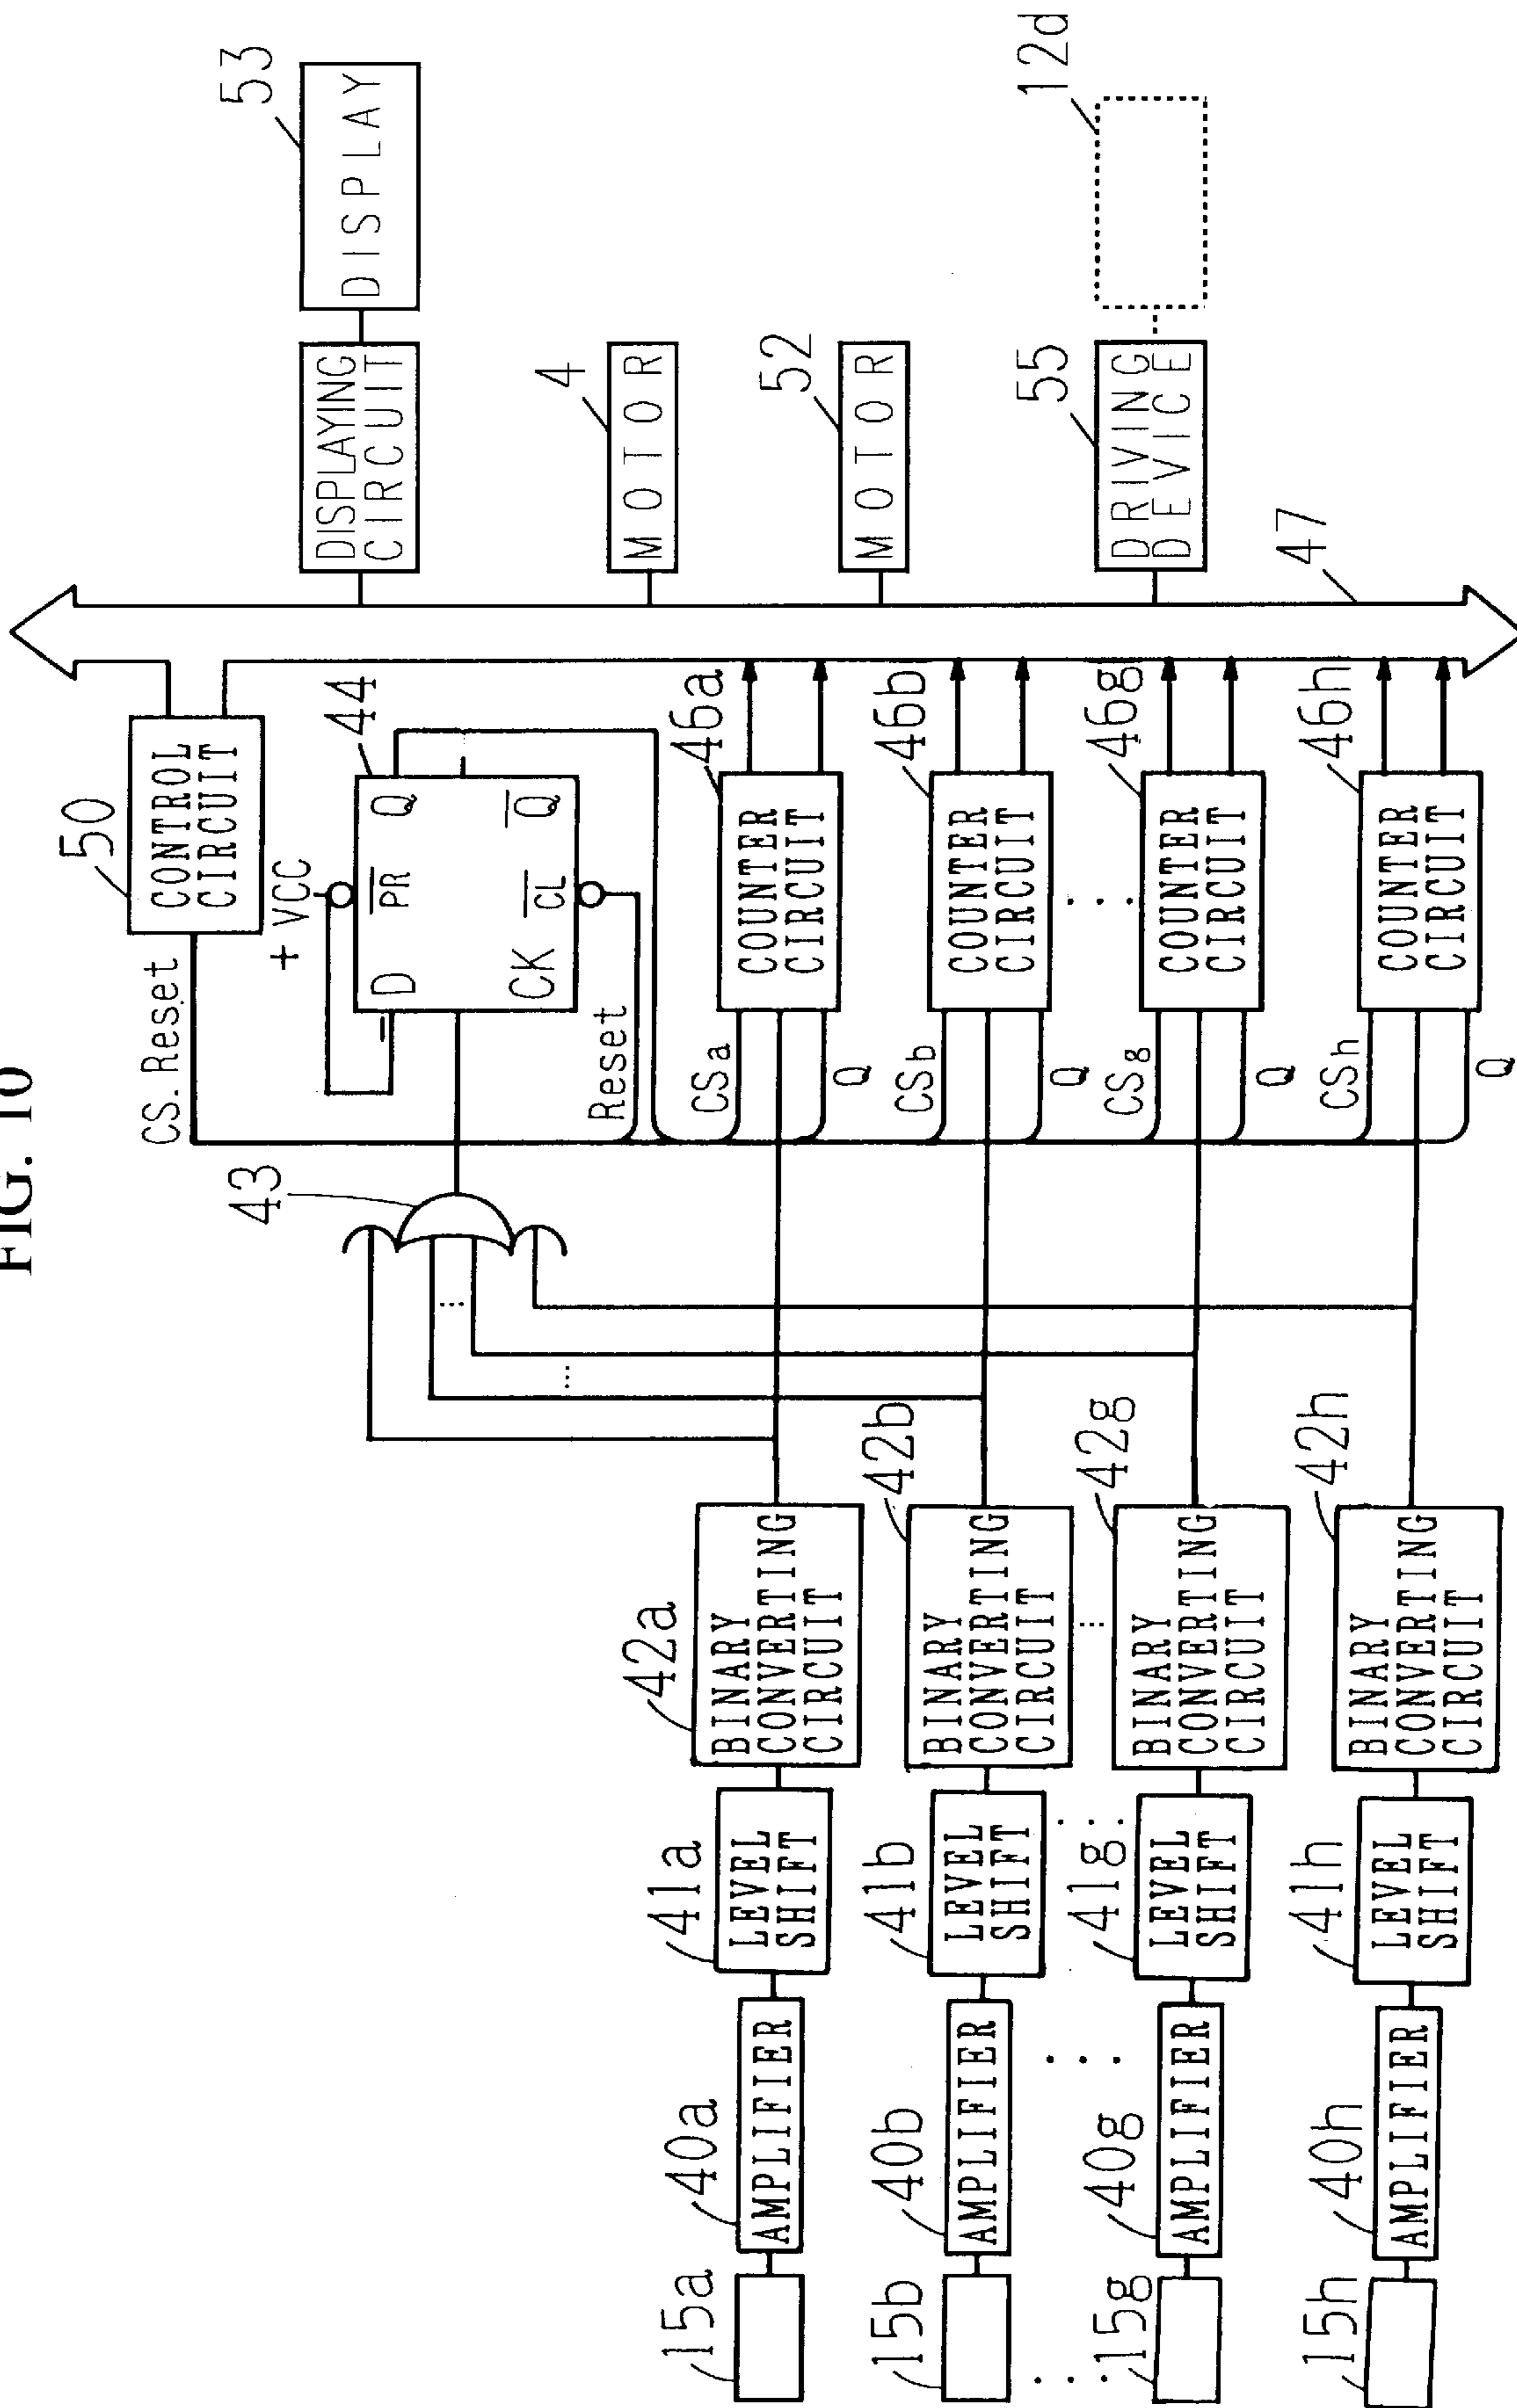 FIG. 10
50
CONTROL
CIRCUIT
CS.Reset
+ VCC
44
D
PR
Q
CK
CL
Q
Reset
43
53
DISPLAYING
CIRCUIT
DISPLAY
4
MOTOR
52
MOTOR
55
DRIVING
DEVICE
12d
47
15a
40a
AMPLIFIER
41a
LEVEL
SHIFT
42a
BINARY
CONVERTING
CIRCUIT
CSa
Q
46a
COUNTER
CIRCUIT
15b
40b
AMPLIFIER
41b
LEVEL
SHIFT
42b
BINARY
CONVERTING
CIRCUIT
CSb
Q
46b
COUNTER
CIRCUIT
15g
40g
AMPLIFIER
41g
LEVEL
SHIFT
42g
BINARY
CONVERTING
CIRCUIT
CSg
Q
46g
COUNTER
CIRCUIT
15h
40h
AMPLIFIER
41h
LEVEL
SHIFT
42h
BINARY
CONVERTING
CIRCUIT
CSh
Q
46h
COUNTER
CIRCUIT